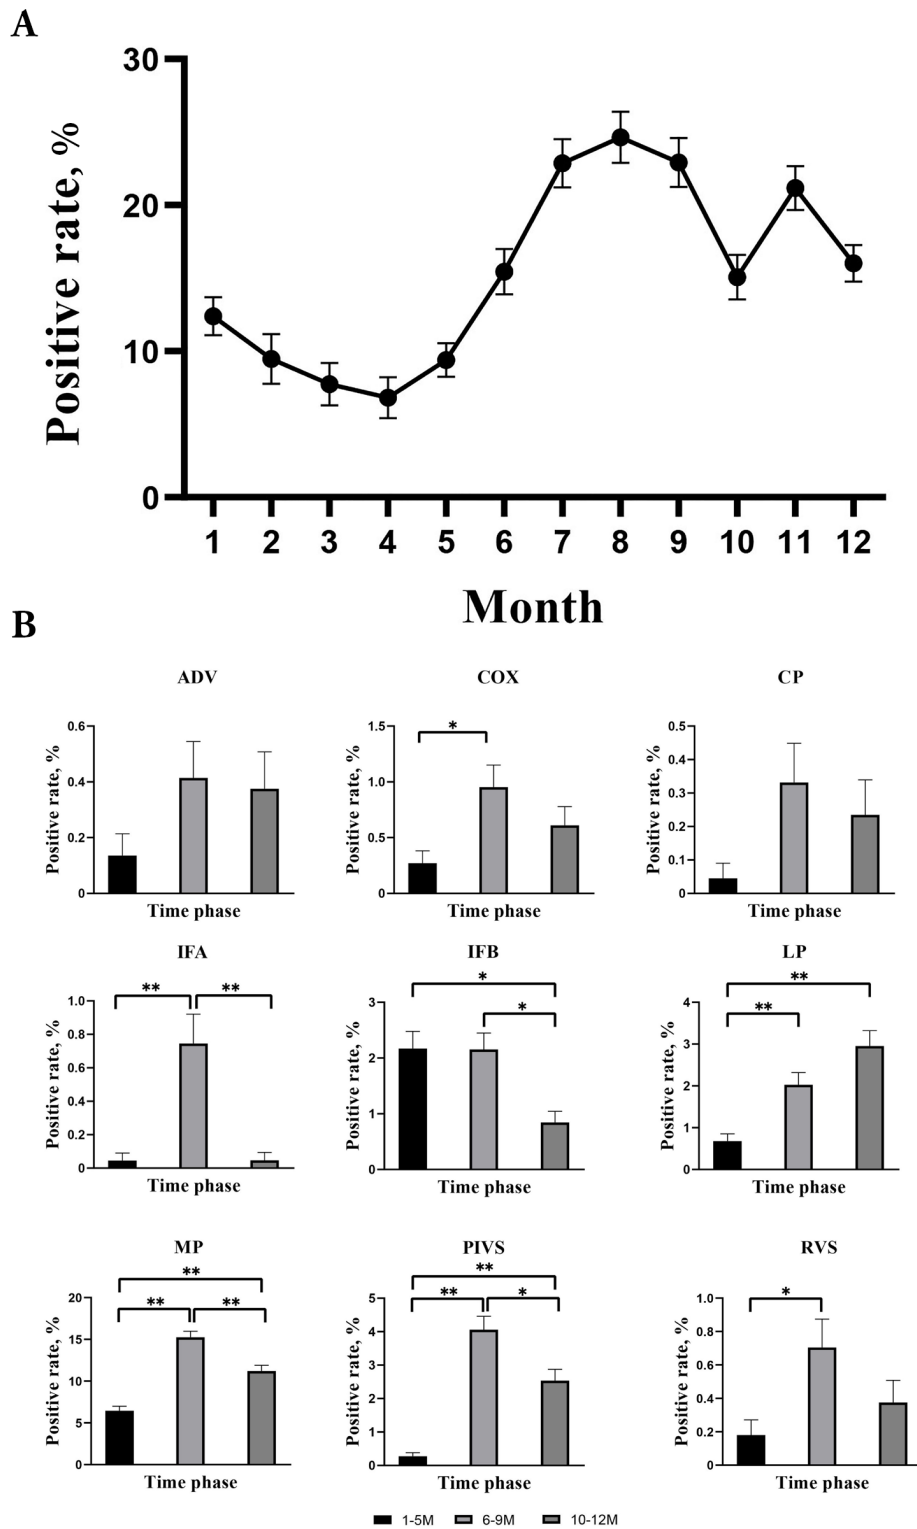 A
30
20
10
0
Positive rate, %
1 2 3 4 5 6 7 8 9 10 11 12
Month
B
ADV
0.6
0.4
0.2
0
Positive rate, %
Time phase
COX
1.5
1.0
0.5
0
Positive rate, %
*
Time phase
CP
0.5
0.4
0.3
0.2
0.1
0
Positive rate, %
Time phase
IFA
1.0
0.8
0.6
0.4
0.2
0
Positive rate, %
** **
Time phase
IFB
3
2
1
0
Positive rate, %
*
*
Time phase
LP
4
3
2
1
0
Positive rate, %
**
**
Time phase
MP
20
15
10
5
0
Positive rate, %
**
** **
Time phase
PIVS
5
4
3
2
1
0
Positive rate, %
**
** *
Time phase
RVS
1.0
0.8
0.6
0.4
0.2
0
Positive rate, %
*
Time phase
1-5M 6-9M 10-12M